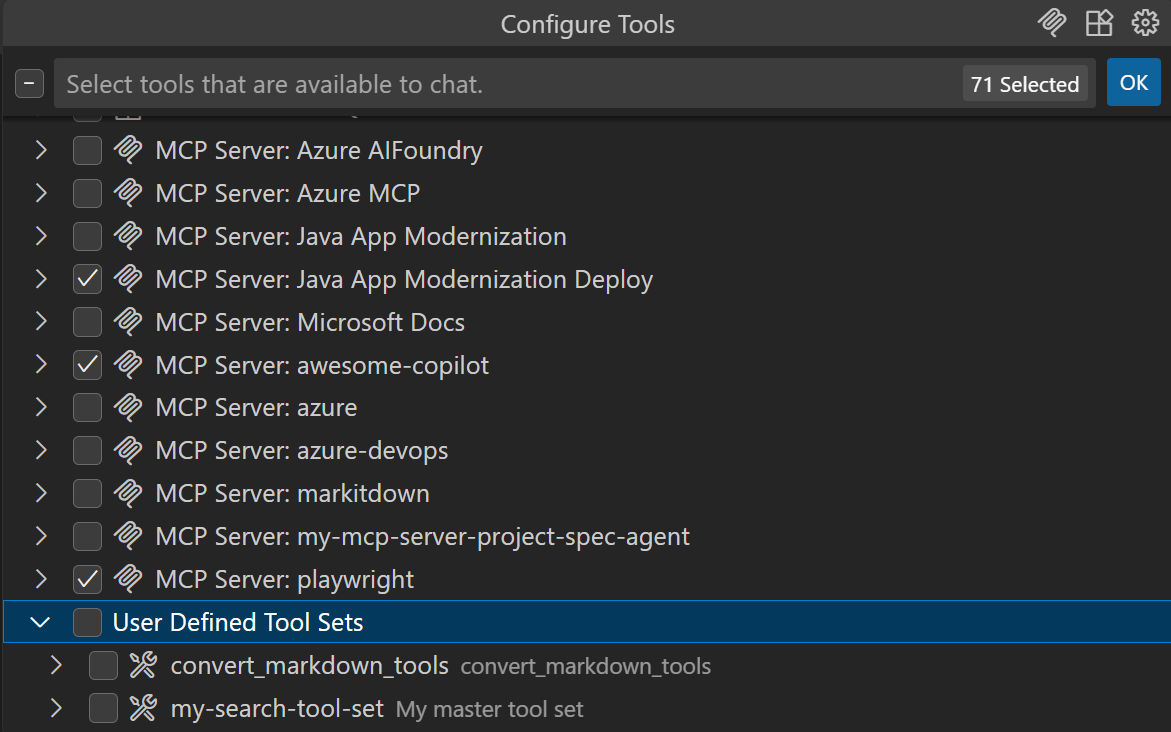 Configure Tools
Select tools that are available to chat.
71 Selected
OK
MCP Server: Azure AIFoundry
MCP Server: Azure MCP
MCP Server: Java App Modernization
MCP Server: Java App Modernization Deploy
MCP Server: Microsoft Docs
MCP Server: awesome-copilot
MCP Server: azure
MCP Server: azure-devops
MCP Server: markitdown
MCP Server: my-mcp-server-project-spec-agent
MCP Server: playwright
User Defined Tool Sets
convert_markdown_tools convert_markdown_tools
my-search-tool-set My master tool set